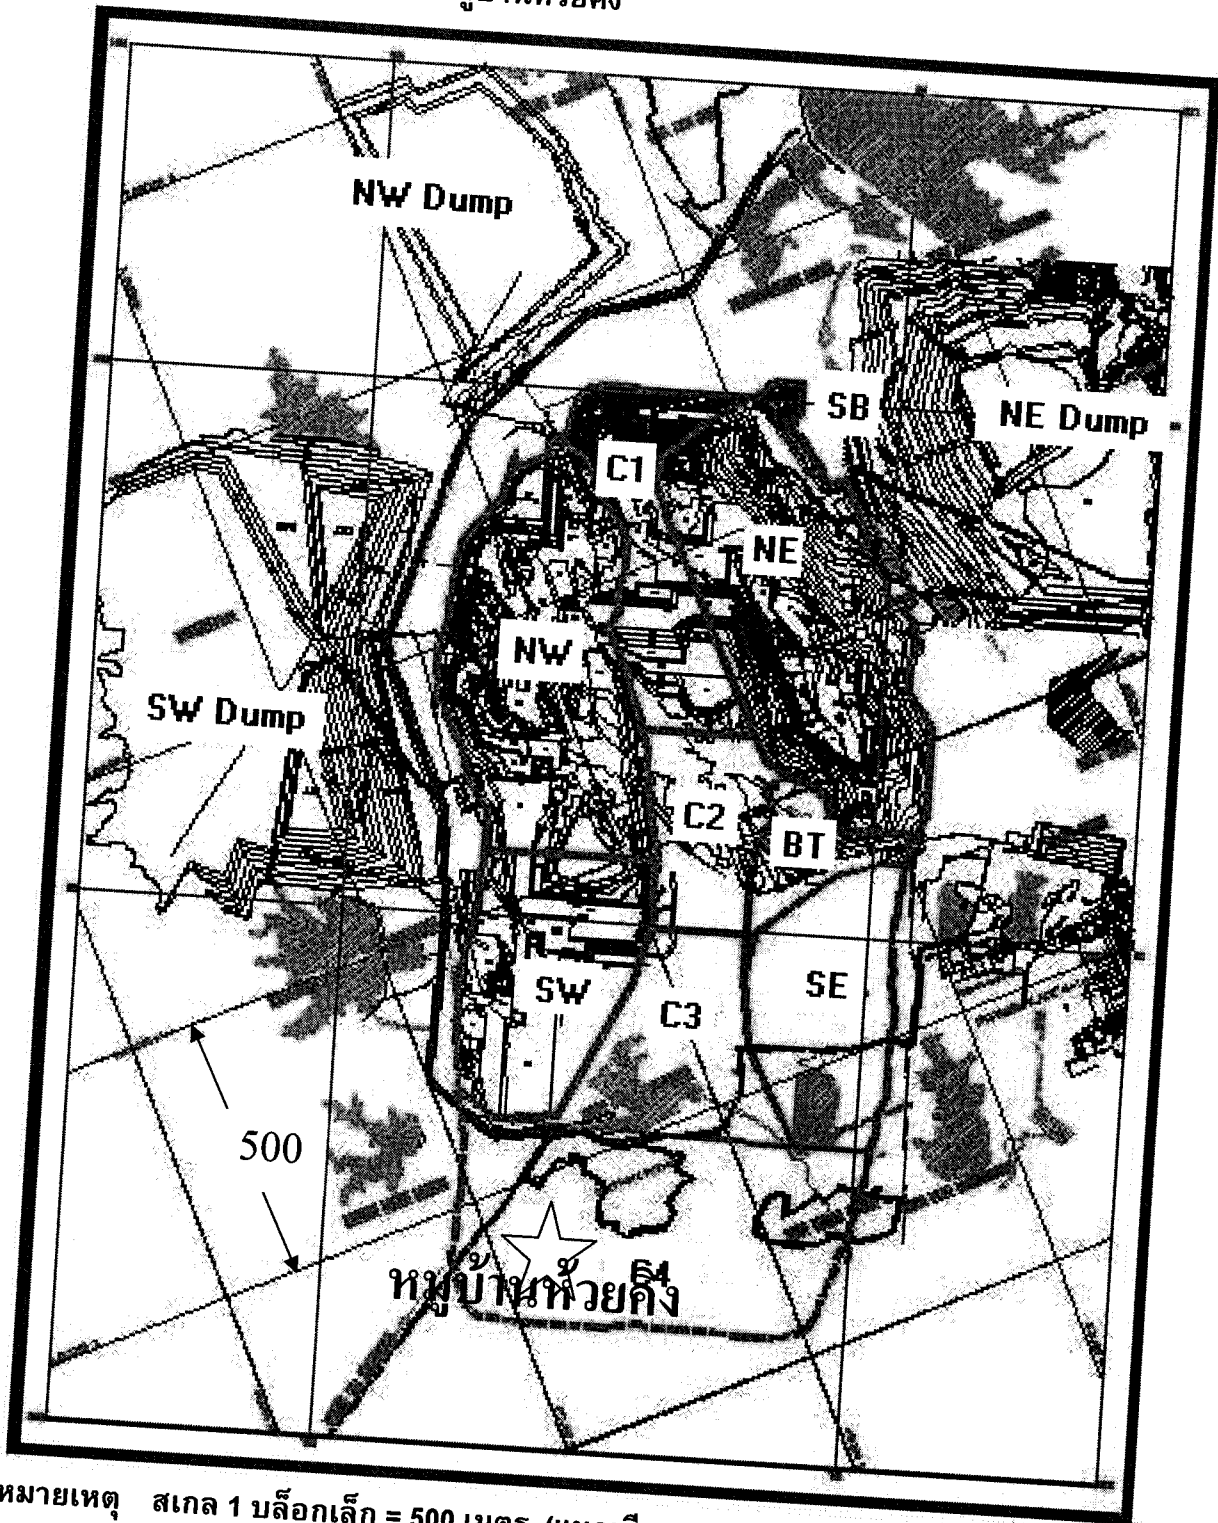 NW Dump
SB
NE Dump
C1
NE
NW
SW Dump
C2
BT
SW
C3
SE
500
หมู่บ้านห้วยคิง
หมายเหตุ สเกล 1 บล็อกเล็ก = 500 เมตร